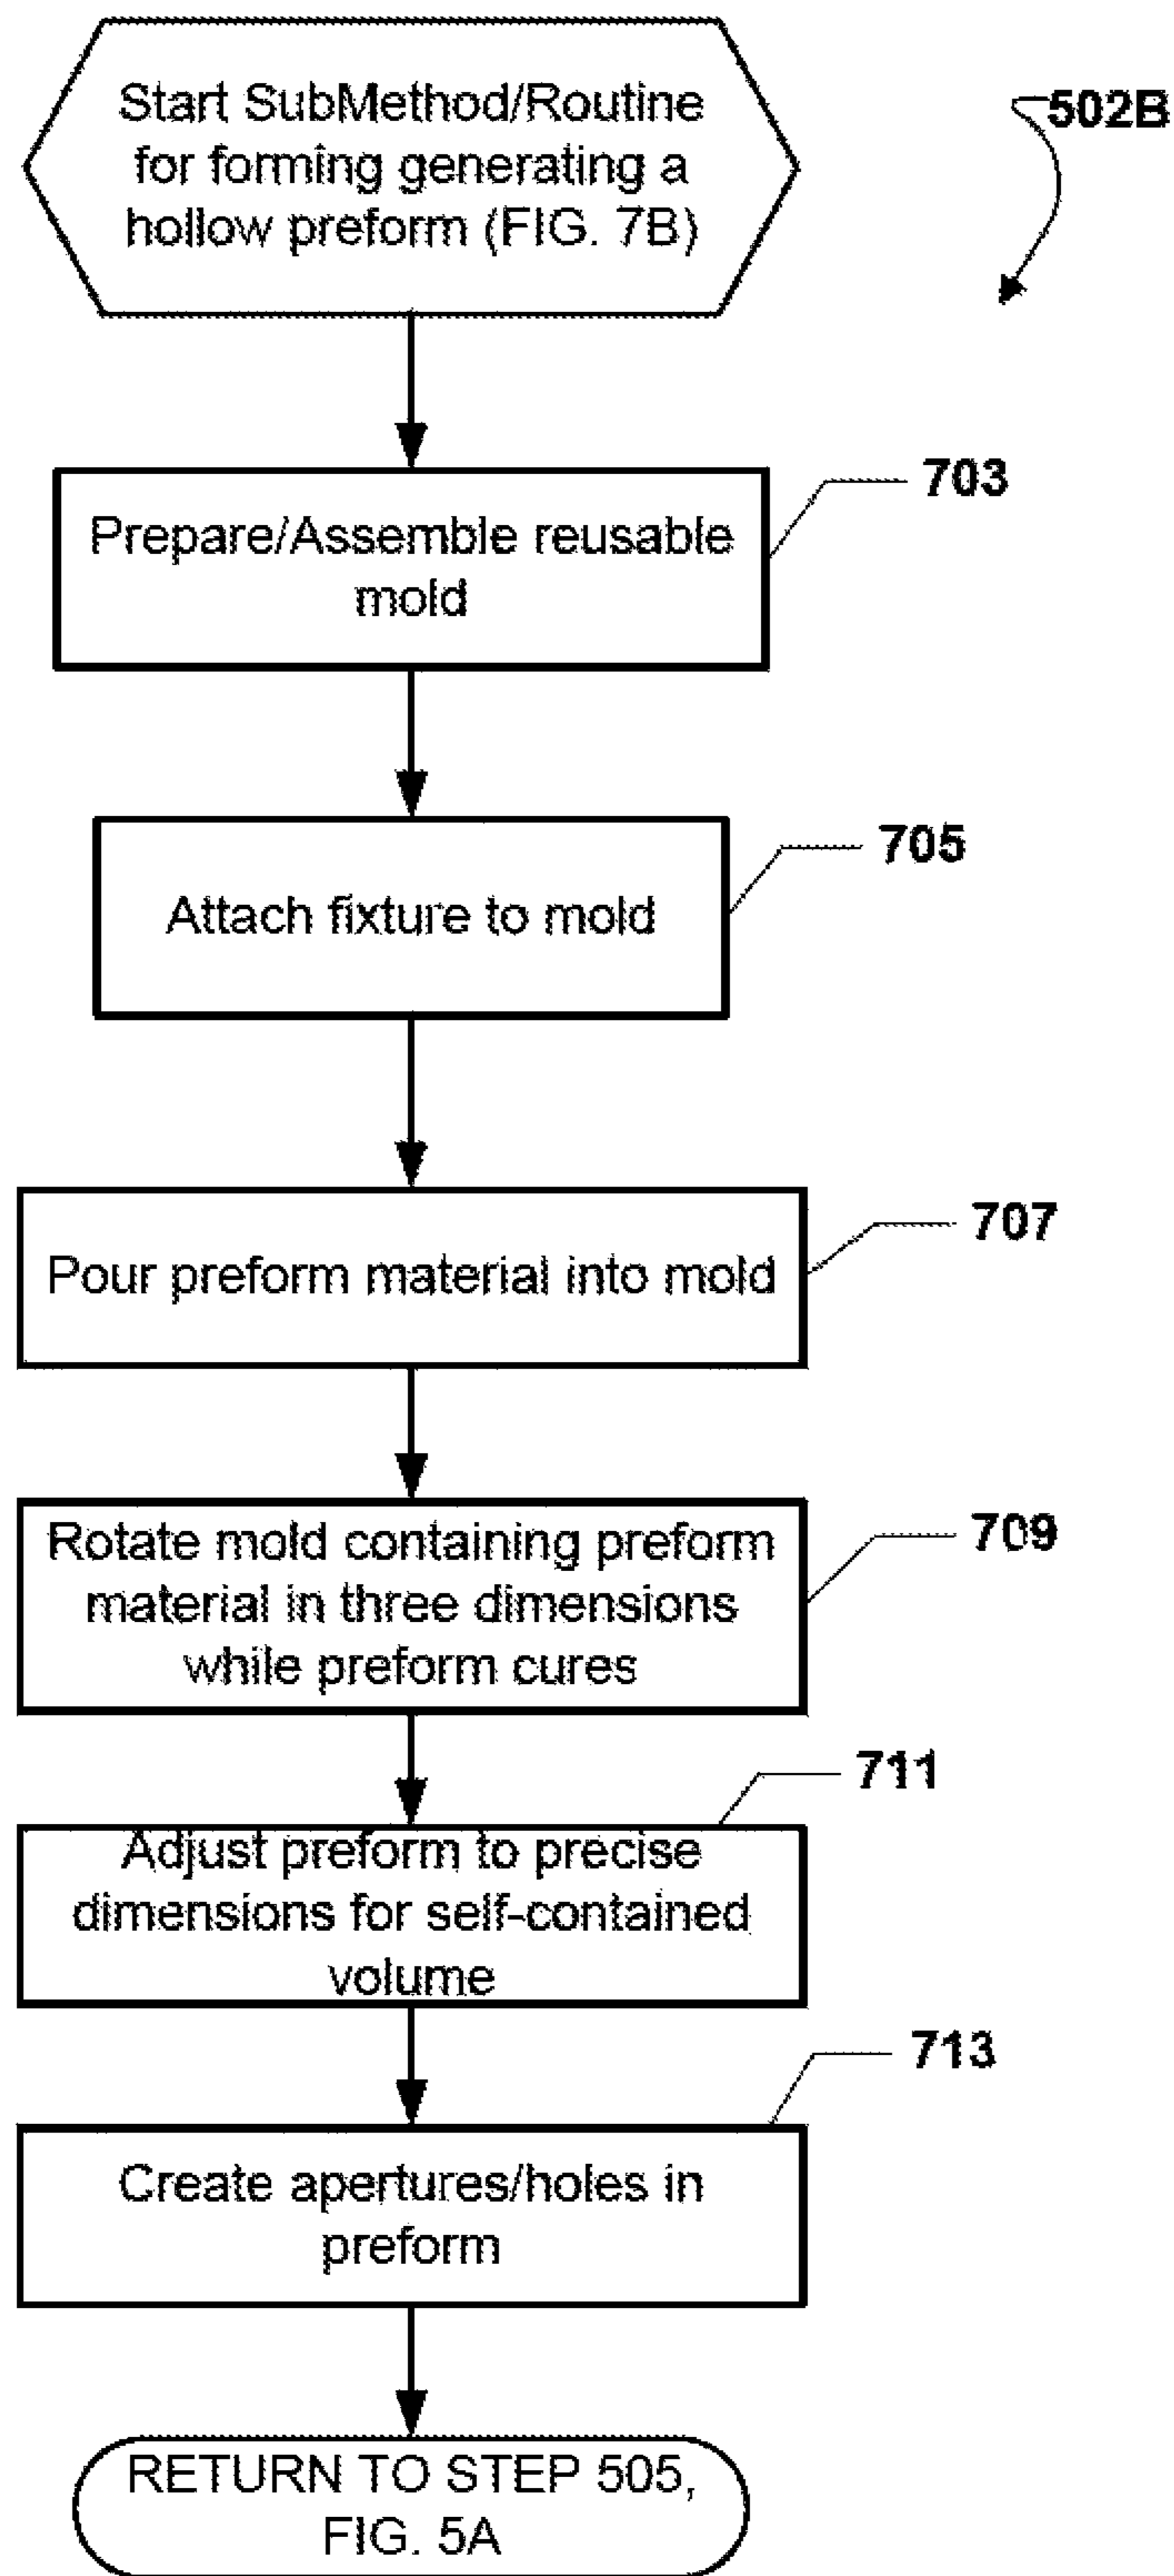 Start SubMethod/Routine
for forming generating a
hollow preform (FIG. 7B)
502B
703
Prepare/Assemble reusable
mold
705
Attach fixture to mold
707
Pour preform material into mold
709
Rotate mold containing preform
material in three dimensions
while preform cures
711
Adjust preform to precise
dimensions for self-contained
volume
713
Create apertures/holes in
preform
RETURN TO STEP 505,
FIG. 5A